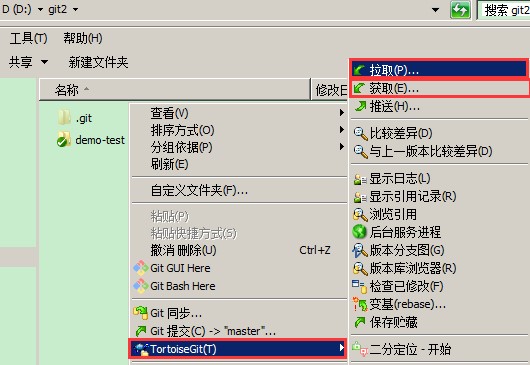 D (D:) ▸ git2 ▸
搜索 git2
工具(T) 帮助(H)
共享 ▼ 新建文件夹
名称
修改日
.git
demo-test
查看(V)
排序方式(O)
分组依据(P)
刷新(E)
自定义文件夹(F)...
粘贴(P)
粘贴快捷方式(S)
撤消 删除(U) Ctrl+Z
Git GUI Here
Git Bash Here
Git 同步...
Git 提交(C) -> "master"...
TortoiseGit(T)
拉取(P)...
获取(E)...
推送(H)...
比较差异(D)
与上一版本比较差异(D)
显示日志(L)
显示引用记录(R)
浏览引用
后台服务进程
版本分支图(G)
版本库浏览器(R)
检查已修改(F)
变基(rebase)...
保存贮藏
二分定位 - 开始